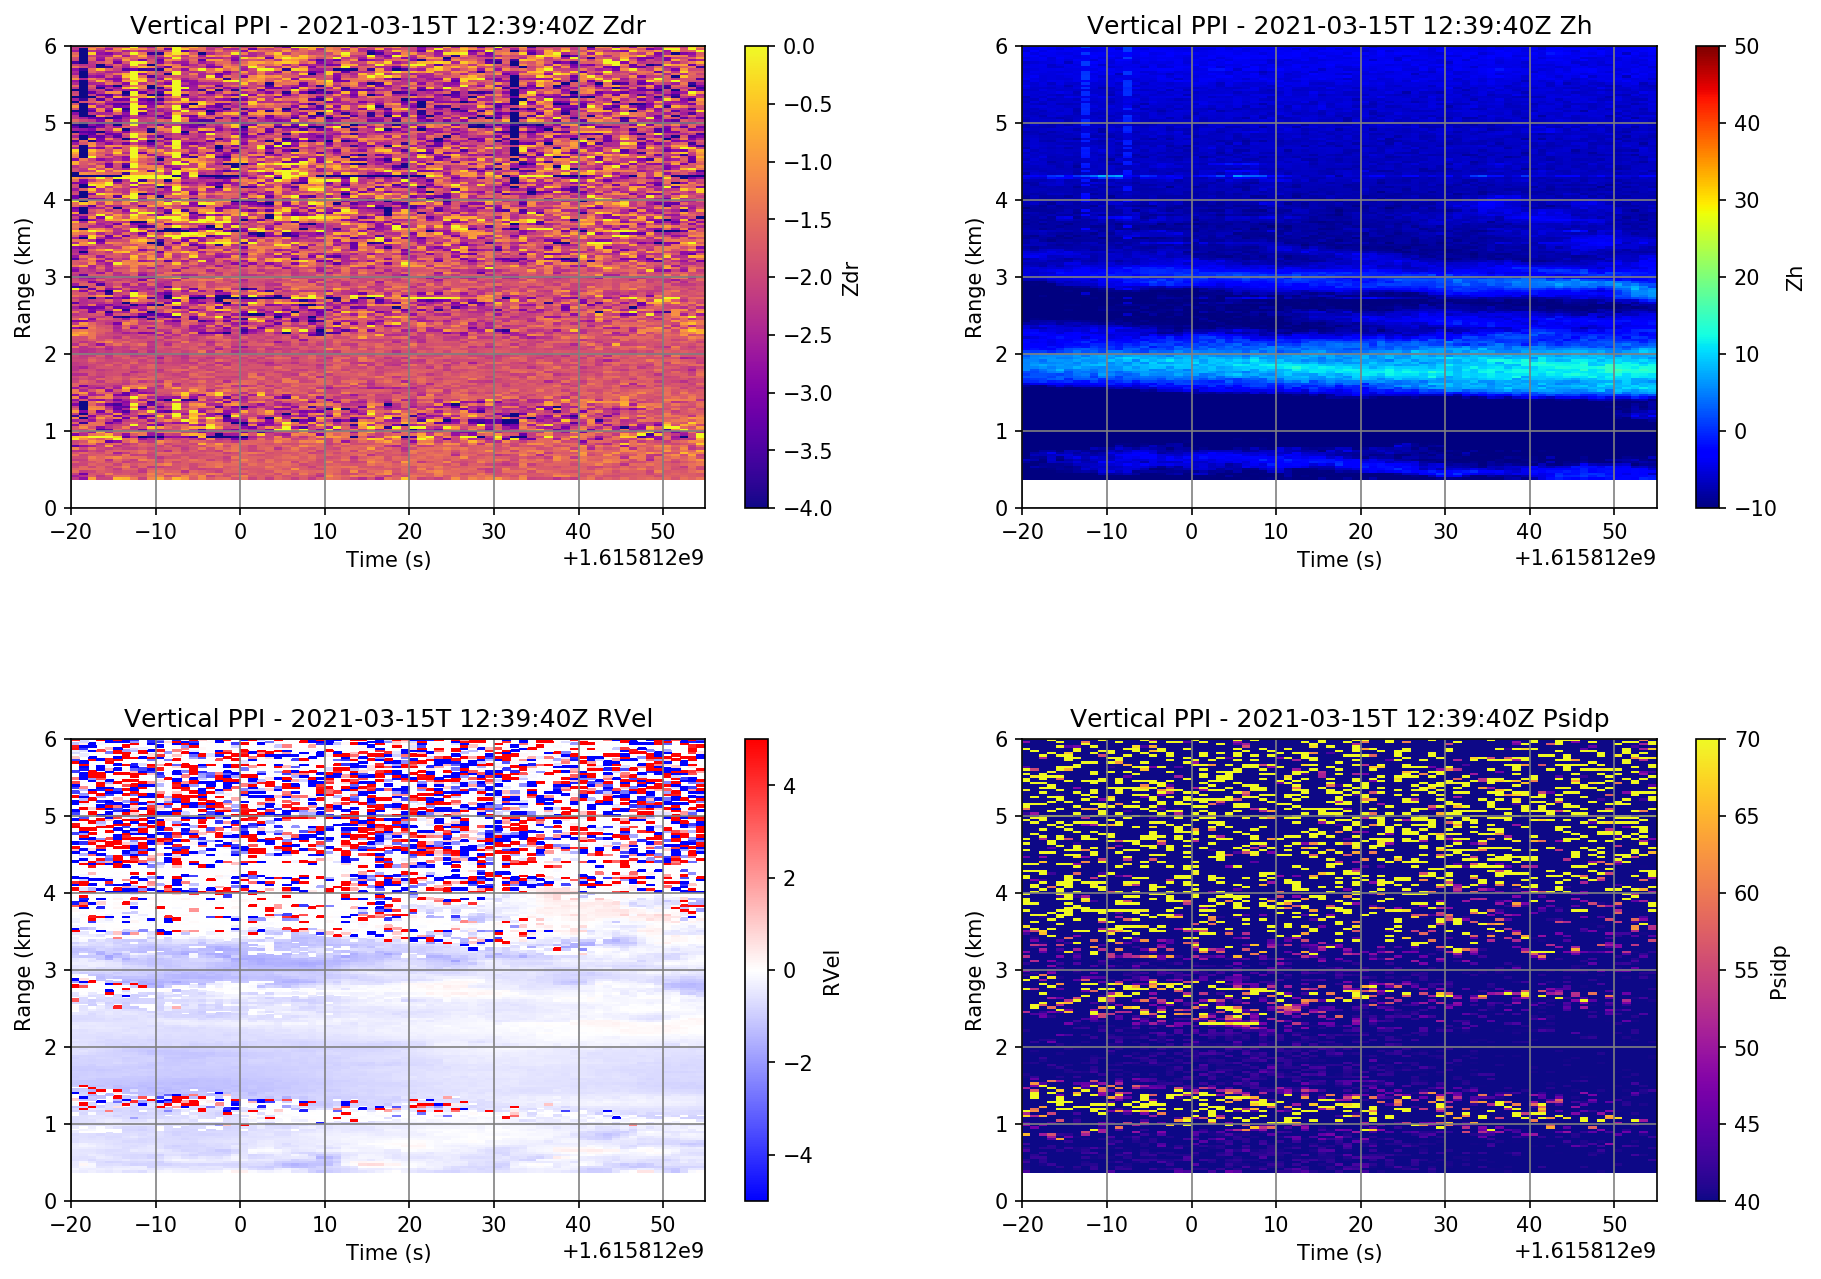 Vertical PPI - 2021-03-15T 12:39:40Z Zdr
6
5
4
3
2
1
0
Range (km)
−20 −10 0 10 20 30 40 50
Time (s)
+1.615812e9
0.0
−0.5
−1.0
−1.5
−2.0
−2.5
−3.0
−3.5
−4.0
Zdr
Vertical PPI - 2021-03-15T 12:39:40Z Zh
6
5
4
3
2
1
0
Range (km)
−20 −10 0 10 20 30 40 50
Time (s)
+1.615812e9
50
40
30
20
10
0
−10
Zh
Vertical PPI - 2021-03-15T 12:39:40Z RVel
6
5
4
3
2
1
0
Range (km)
−20 −10 0 10 20 30 40 50
Time (s)
+1.615812e9
4
2
0
−2
−4
RVel
Vertical PPI - 2021-03-15T 12:39:40Z Psidp
6
5
4
3
2
1
0
Range (km)
−20 −10 0 10 20 30 40 50
Time (s)
+1.615812e9
70
65
60
55
50
45
40
Psidp